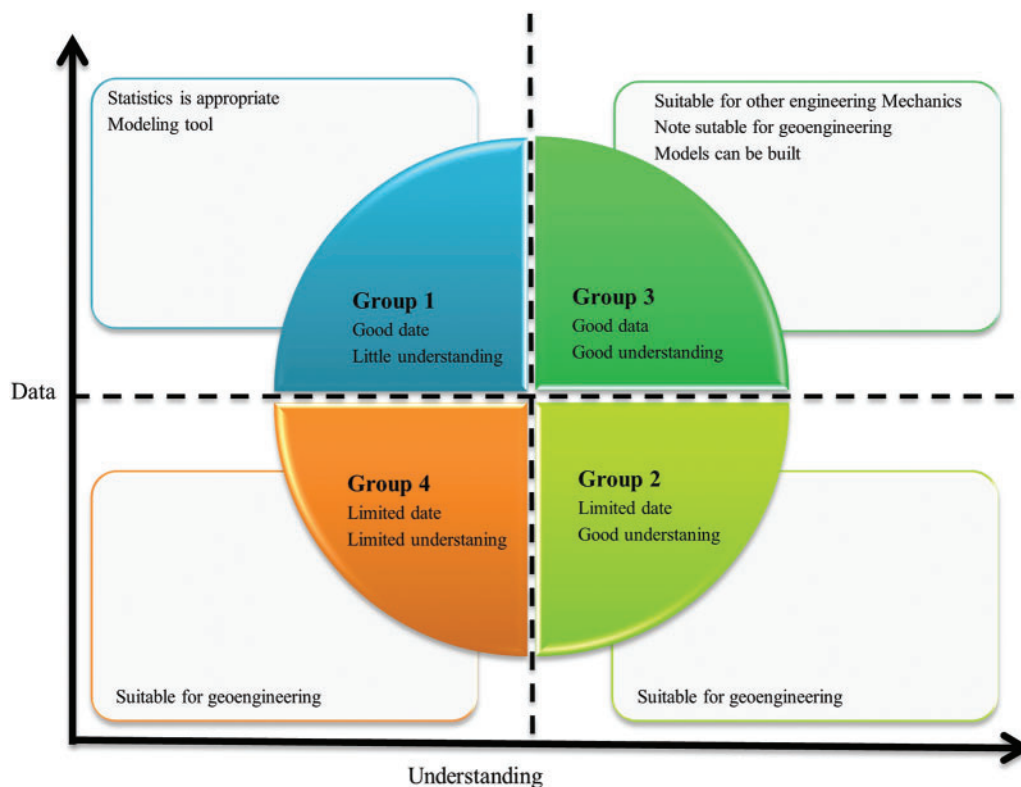 Statistics is appropriate
Modeling tool
Suitable for other engineering Mechanics
Note sutable for geoengineering
Models can be built
Group 1
Good date
Little understanding
Group 3
Good data
Good understanding
Data
Group 4
Limited date
Limited understaning
Group 2
Limited date
Good understaning
Suitable for geoengineering
Suitable for geoengineering
Understanding